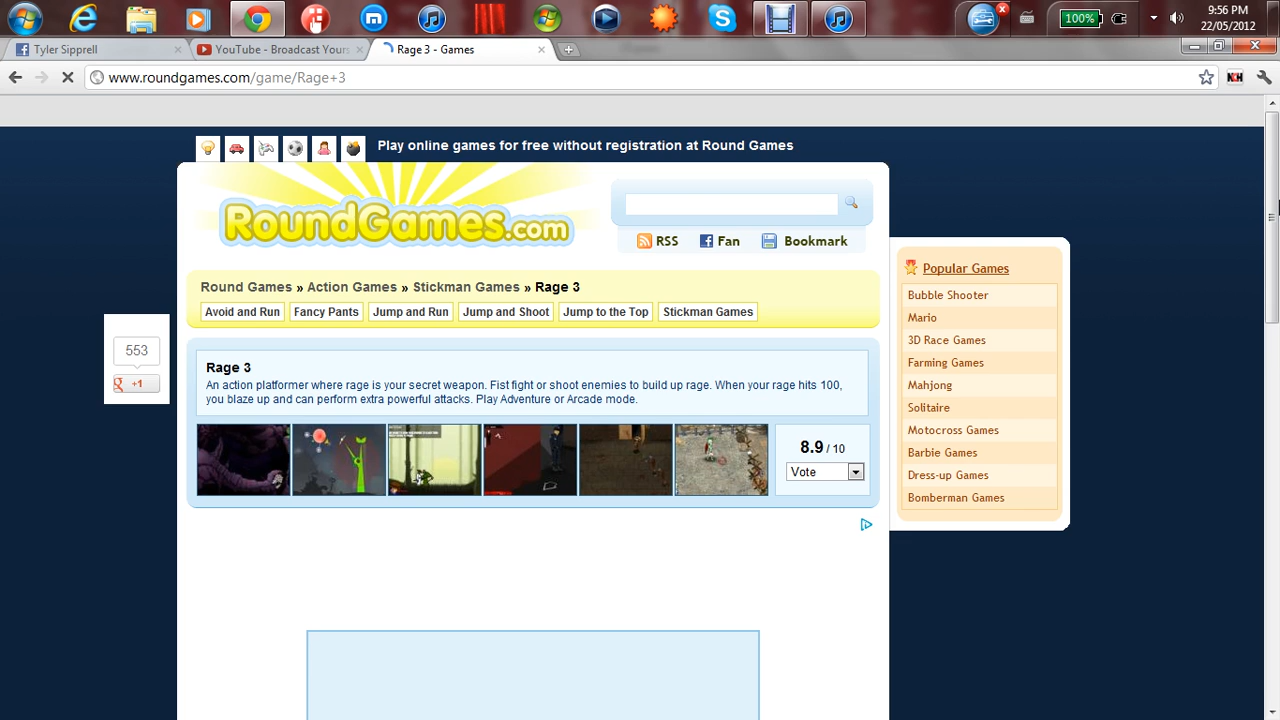 100%
9:56 PM
22/05/2012
Tyler Sipprell
YouTube - Broadcast Yours
Rage 3 - Games
www.roundgames.com/game/Rage+3
Play online games for free without registration at Round Games
RoundGames.com
RSS
Fan
Bookmark
Round Games » Action Games » Stickman Games » Rage 3
Avoid and Run
Fancy Pants
Jump and Run
Jump and Shoot
Jump to the Top
Stickman Games
Popular Games
Bubble Shooter
Mario
3D Race Games
Farming Games
Mahjong
Solitaire
Motocross Games
Barbie Games
Dress-up Games
Bomberman Games
553
+1
Rage 3
An action platformer where rage is your secret weapon. Fist fight or shoot enemies to build up rage. When your rage hits 100,
you blaze up and can perform extra powerful attacks. Play Adventure or Arcade mode.
8.9 / 10
Vote